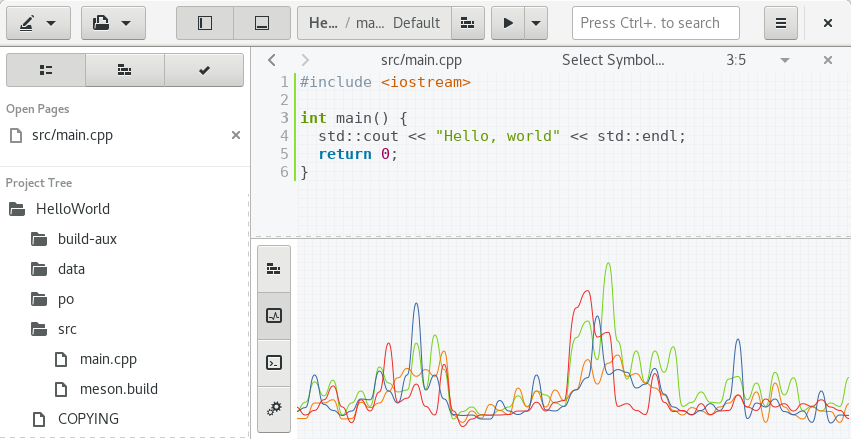 He... / ma... Default
Press Ctrl+. to search
Open Pages
src/main.cpp
Project Tree
HelloWorld
build-aux
data
po
src
main.cpp
meson.build
COPYING
src/main.cpp Select Symbol... 3:5
1 #include <iostream>
2
3 int main() {
4 std::cout << "Hello, world" << std::endl;
5 return 0;
6 }